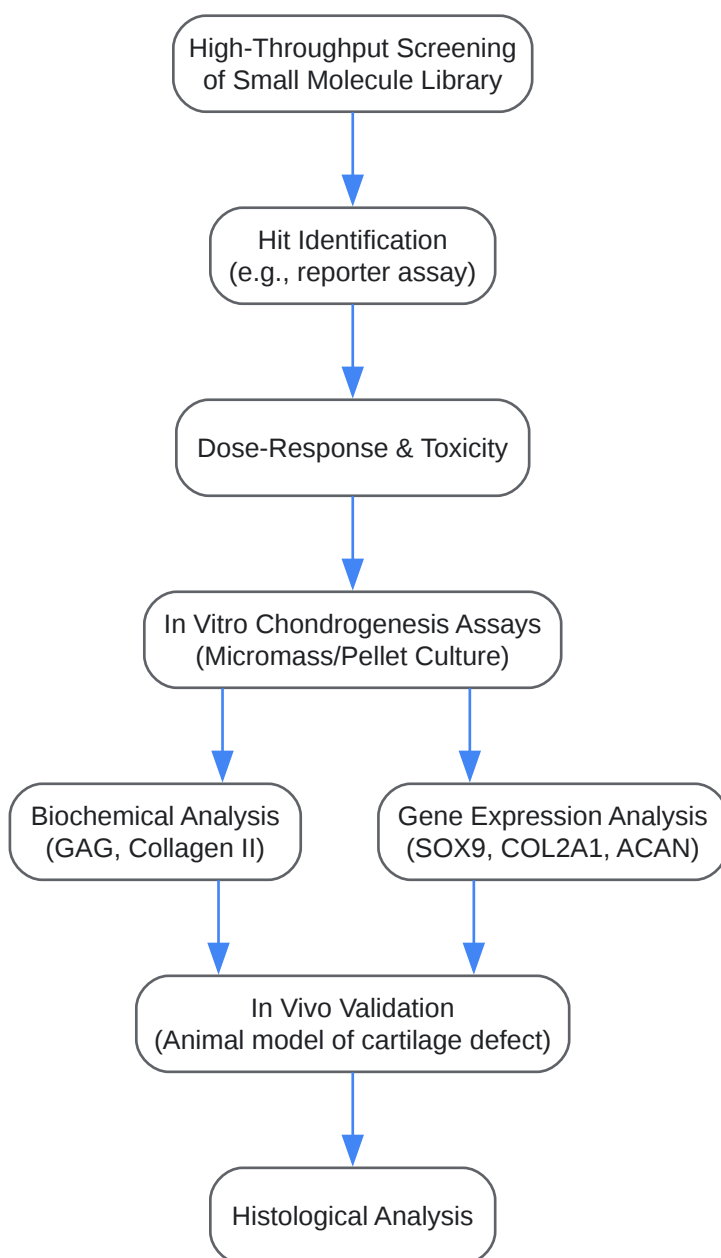 High-Throughput Screening
of Small Molecule Library
Hit Identification
(e.g., reporter assay)
Dose-Response & Toxicity
In Vitro Chondrogenesis Assays
(Micromass/Pellet Culture)
Biochemical Analysis
(GAG, Collagen II)
Gene Expression Analysis
(SOX9, COL2A1, ACAN)
In Vivo Validation
(Animal model of cartilage defect)
Histological Analysis